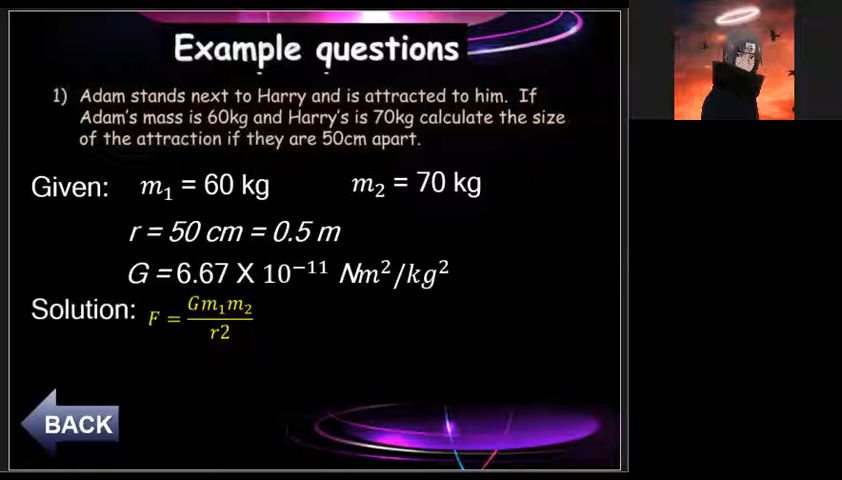 Example questions
1) Adam stands next to Harry and is attracted to him. If
Adam's mass is 60kg and Harry's is 70kg calculate the size
of the attraction if they are 50cm apart.
Given: m₁ = 60 kg m₂ = 70 kg
r = 50 cm = 0.5 m
G = 6.67 X 10⁻¹¹ Nm²/kg²
Solution: F = Gm₁m₂ / r2
BACK